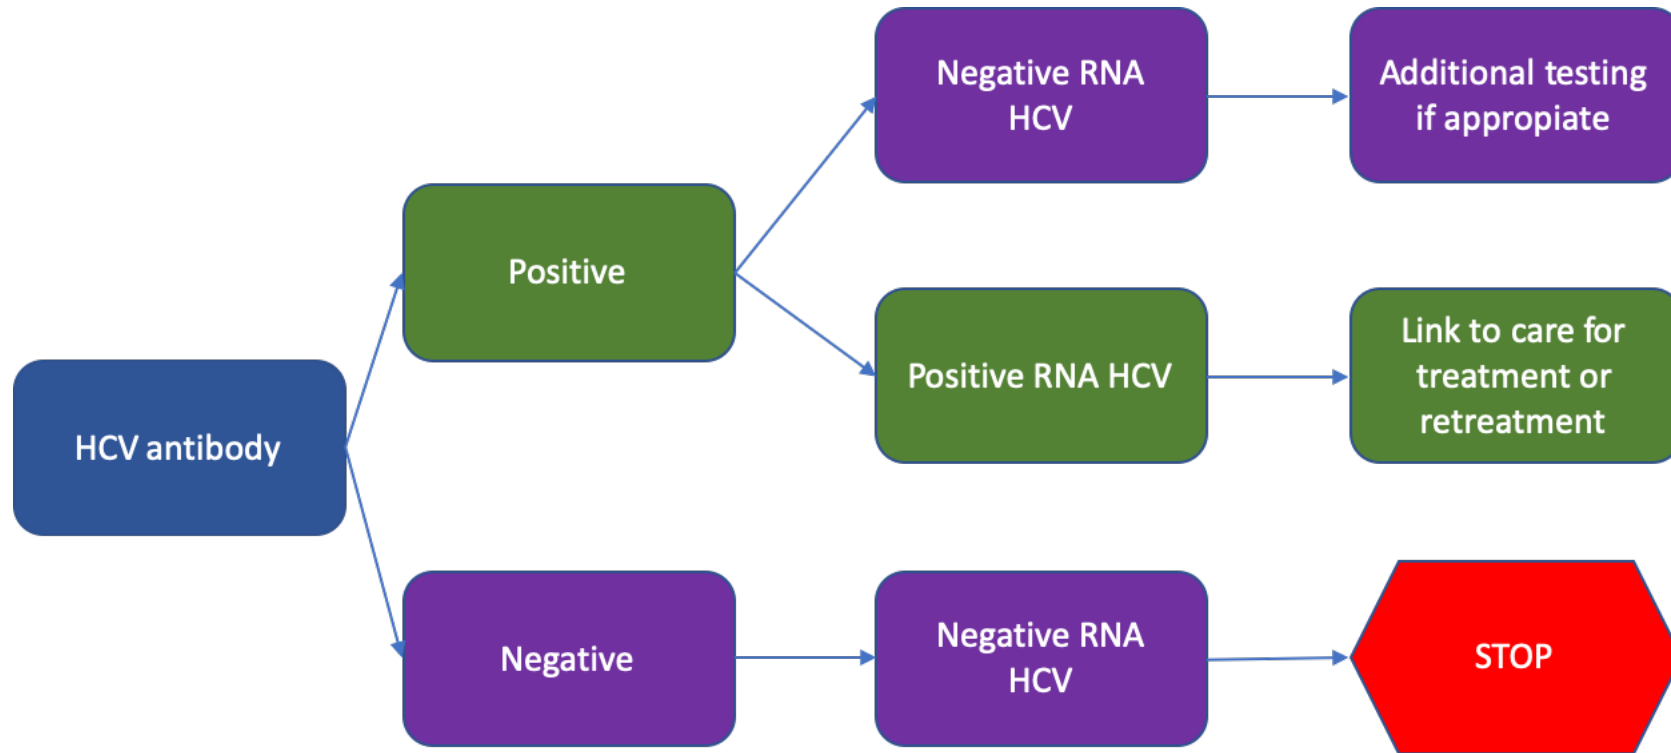 HCV antibody
Positive
Negative RNA
HCV
Additional testing
if appropiate
Positive RNA HCV
Link to care for
treatment or
retreatment
Negative
Negative RNA
HCV
STOP